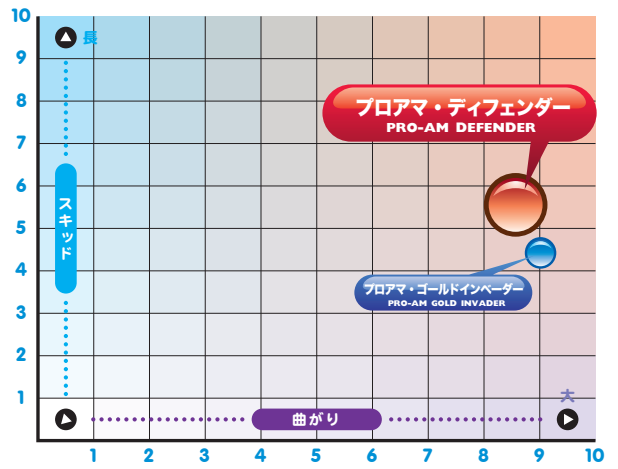 10
9
8
7
6
5
4
3
2
1
長
スキッド
プロアマ・ディフェンダー
PRO-AM DEFENDER
プロアマ・ゴールドインベーダー
PRO-AM GOLD INVADER
大
曲がり
1 2 3 4 5 6 7 8 9 10